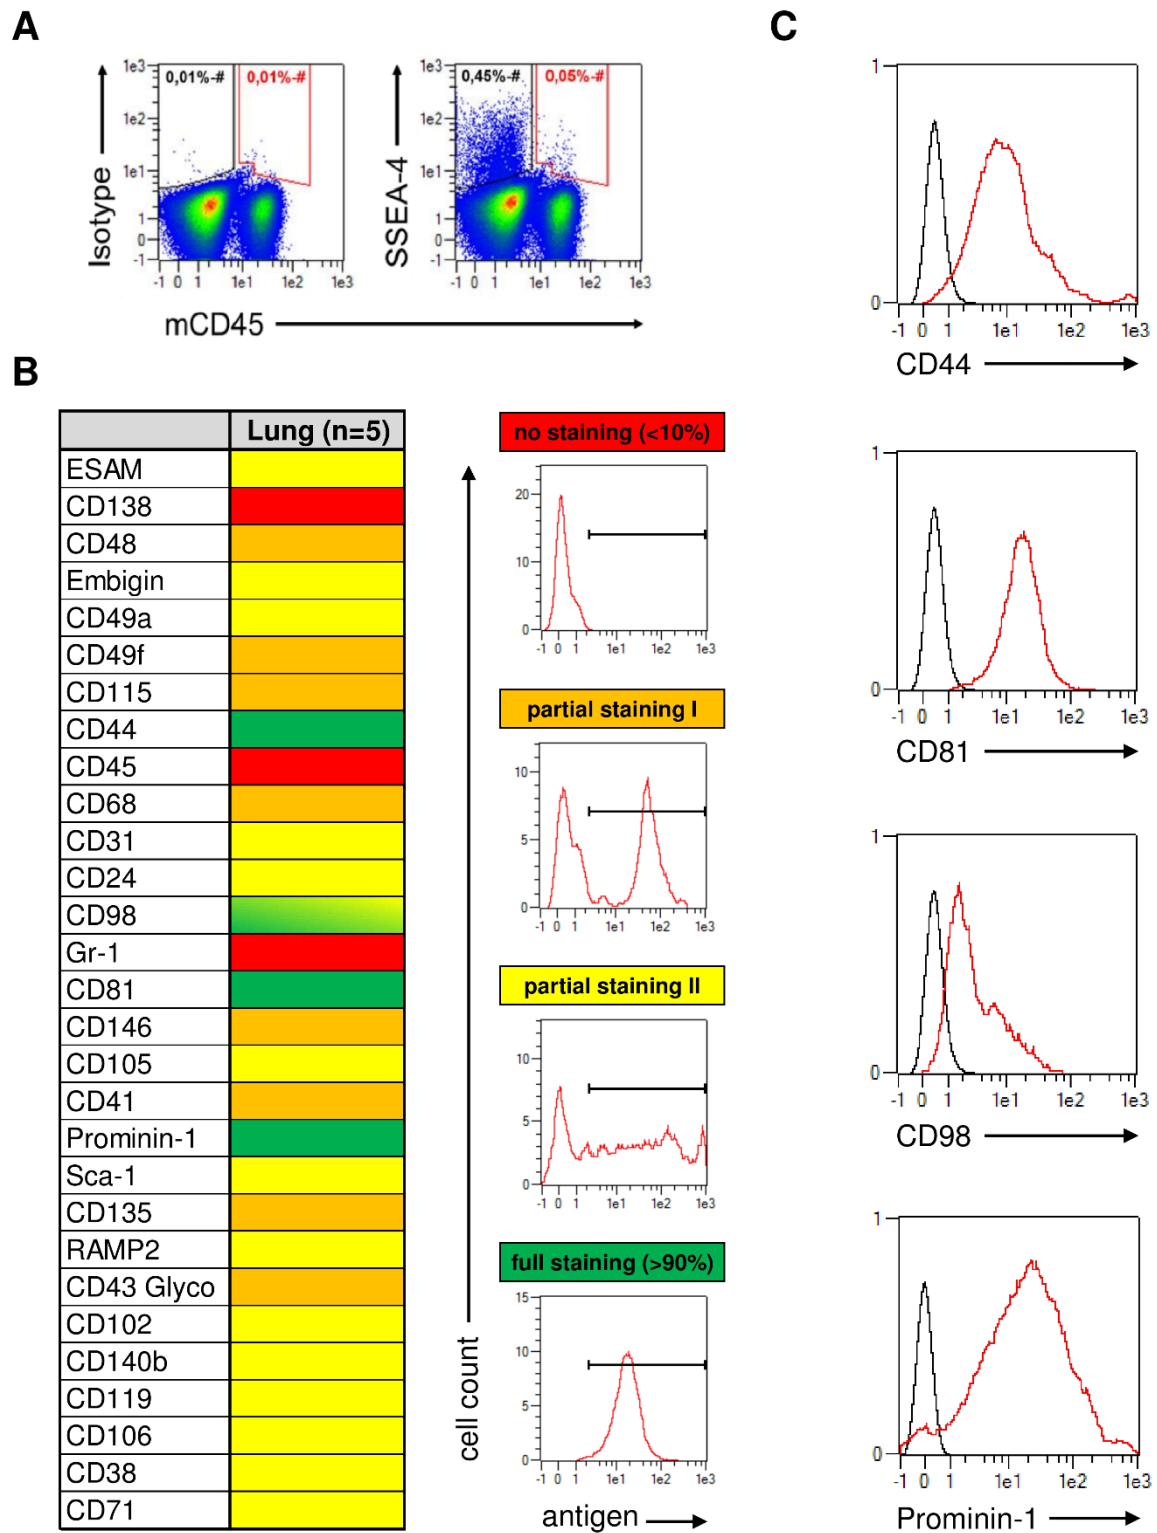 A
C
0,01%-#
0,01%-#
0,45%-#
0,05%-#
1e3
1e2
1e1
1
0
-1
1e3
1e2
1e1
1
0
-1
Isotype
SSEA-4
-1 0 1 1e1 1e2 1e3
-1 0 1 1e1 1e2 1e3
mCD45
1
0
-1 0 1 1e1 1e2 1e3
CD44
B
Lung (n=5)
ESAM
CD138
CD48
Embigin
CD49a
CD49f
CD115
CD44
CD45
CD68
CD31
CD24
CD98
Gr-1
CD81
CD146
CD105
CD41
Prominin-1
Sca-1
CD135
RAMP2
CD43 Glyco
CD102
CD140b
CD119
CD106
CD38
CD71
cell count
no staining (<10%)
20
10
0
-1 0 1 1e1 1e2 1e3
partial staining I
10
5
0
-1 0 1 1e1 1e2 1e3
partial staining II
10
5
0
-1 0 1 1e1 1e2 1e3
full staining (>90%)
15
10
5
0
-1 0 1 1e1 1e2 1e3
antigen
1
0
-1 0 1 1e1 1e2 1e3
CD81
1
0
-1 0 1 1e1 1e2 1e3
CD98
1
0
-1 0 1 1e1 1e2 1e3
Prominin-1